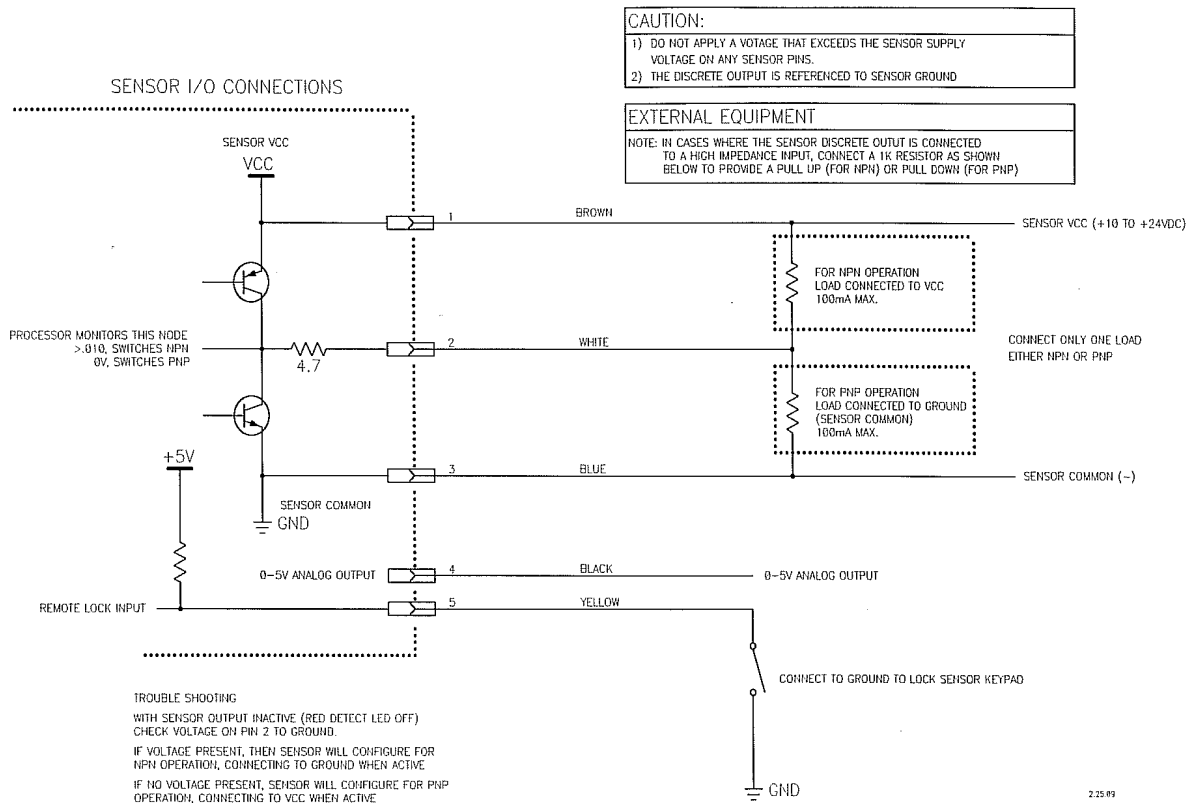 CAUTION:
1) DO NOT APPLY A VOTAGE THAT EXCEEDS THE SENSOR SUPPLY
VOLTAGE ON ANY SENSOR PINS.
2) THE DISCRETE OUTPUT IS REFERENCED TO SENSOR GROUND
EXTERNAL EQUIPMENT
NOTE: IN CASES WHERE THE SENSOR DISCRETE OUTUT IS CONNECTED
TO A HIGH IMPEDANCE INPUT, CONNECT A 1K RESISTOR AS SHOWN
BELOW TO PROVIDE A PULL UP (FOR NPN) OR PULL DOWN (FOR PNP)
SENSOR I/O CONNECTIONS
SENSOR VCC
VCC
1
BROWN
SENSOR VCC (+10 TO +24VDC)
FOR NPN OPERATION
LOAD CONNECTED TO VCC
100mA MAX.
PROCESSOR MONITORS THIS NODE
>.010, SWITCHES NPN
0V, SWITCHES PNP
4.7
2
WHITE
CONNECT ONLY ONE LOAD
EITHER NPN OR PNP
FOR PNP OPERATION
LOAD CONNECTED TO GROUND
(SENSOR COMMON)
100mA MAX.
+5V
3
BLUE
SENSOR COMMON (-)
SENSOR COMMON
GND
0-5V ANALOG OUTPUT
4
BLACK
0-5V ANALOG OUTPUT
REMOTE LOCK INPUT
5
YELLOW
CONNECT TO GROUND TO LOCK SENSOR KEYPAD
GND
TROUBLE SHOOTING
WITH SENSOR OUTPUT INACTIVE (RED DETECT LED OFF)
CHECK VOLTAGE ON PIN 2 TO GROUND.
IF VOLTAGE PRESENT, THEN SENSOR WILL CONFIGURE FOR
NPN OPERATION, CONNECTING TO GROUND WHEN ACTIVE
IF NO VOLTAGE PRESENT, SENSOR WILL CONFIGURE FOR PNP
OPERATION, CONNECTING TO VCC WHEN ACTIVE
2.25.09